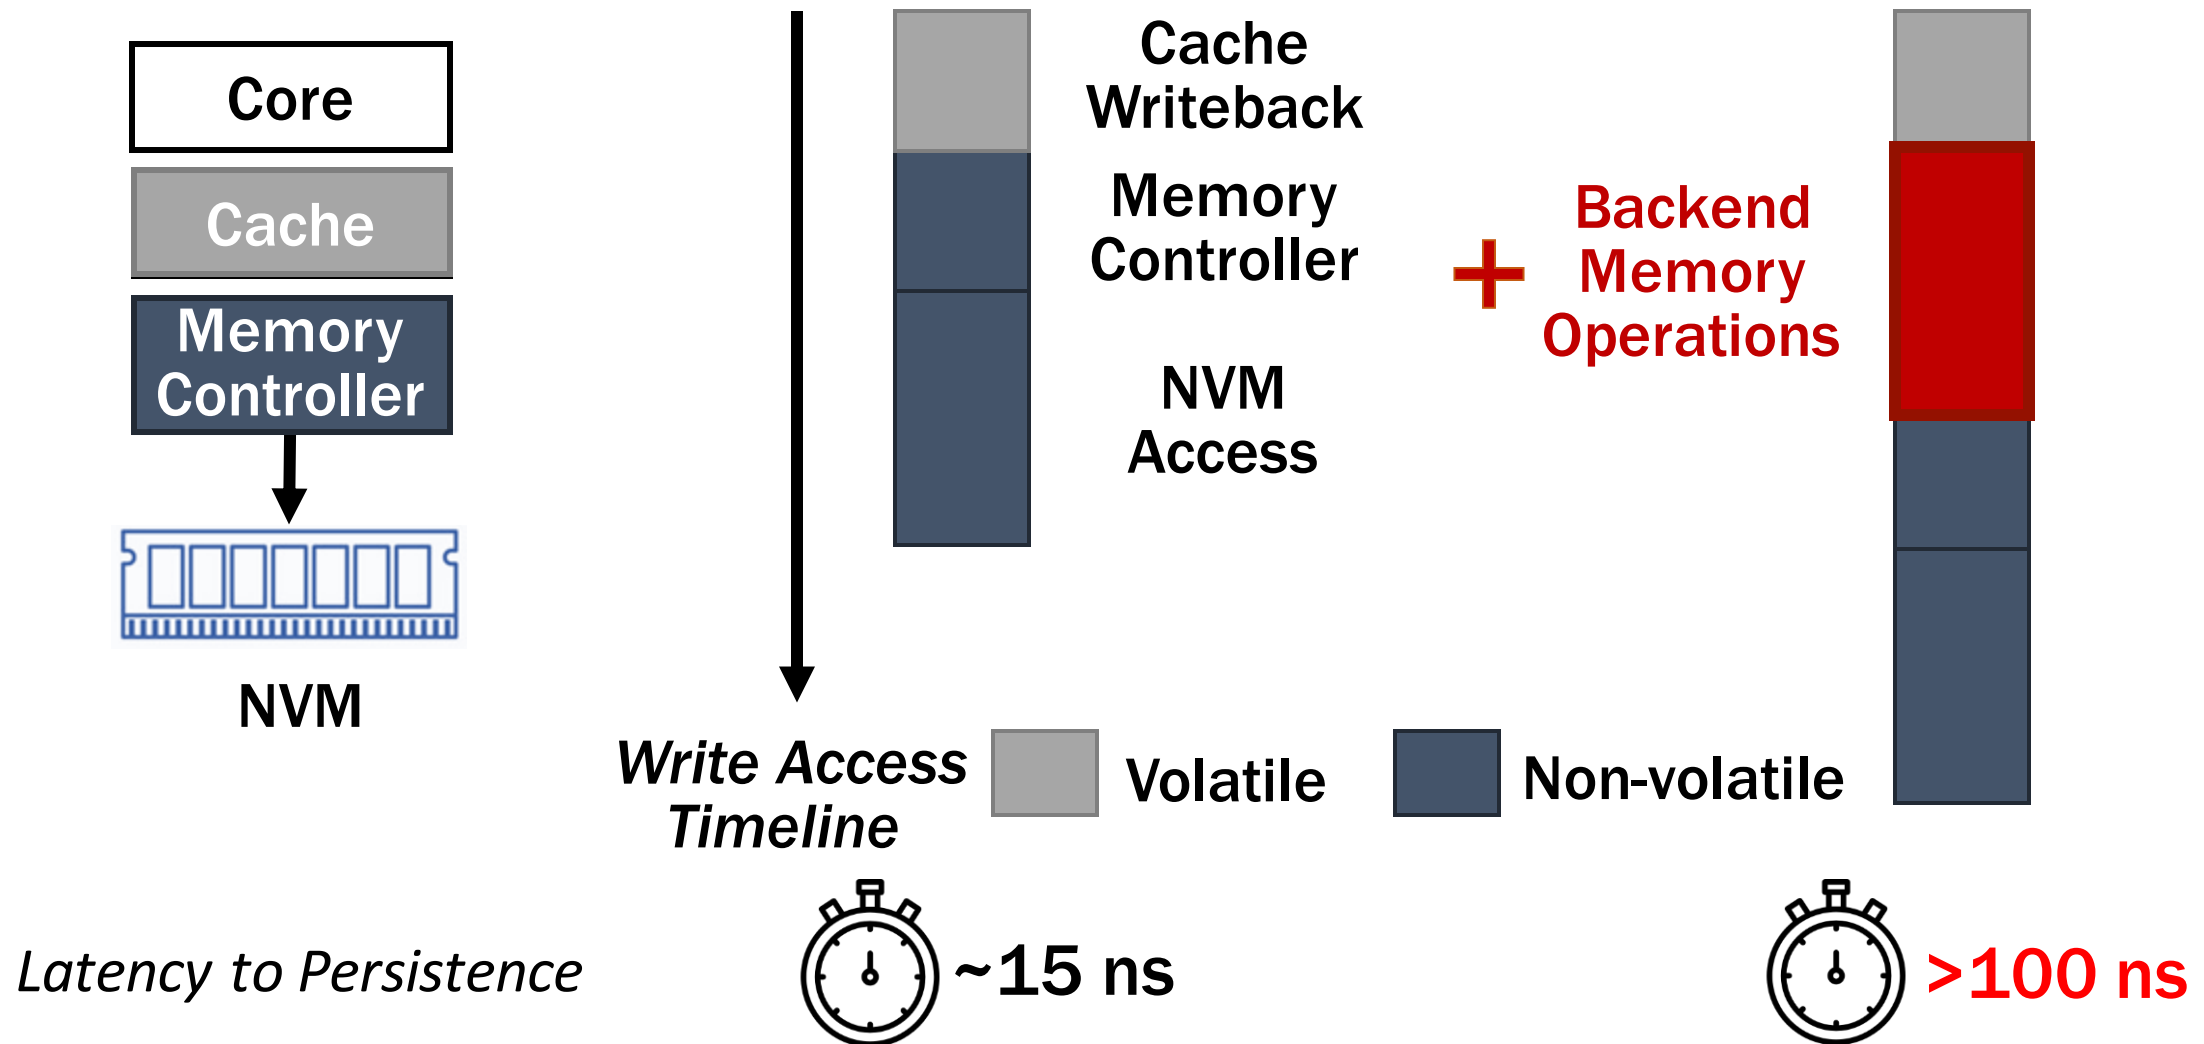 Core
Cache
Memory
Controller
NVM
Cache
Writeback
Memory
Controller
NVM
Access
Backend
Memory
Operations
Write Access
Timeline
Volatile
Non-volatile
Latency to Persistence
~15 ns
>100 ns